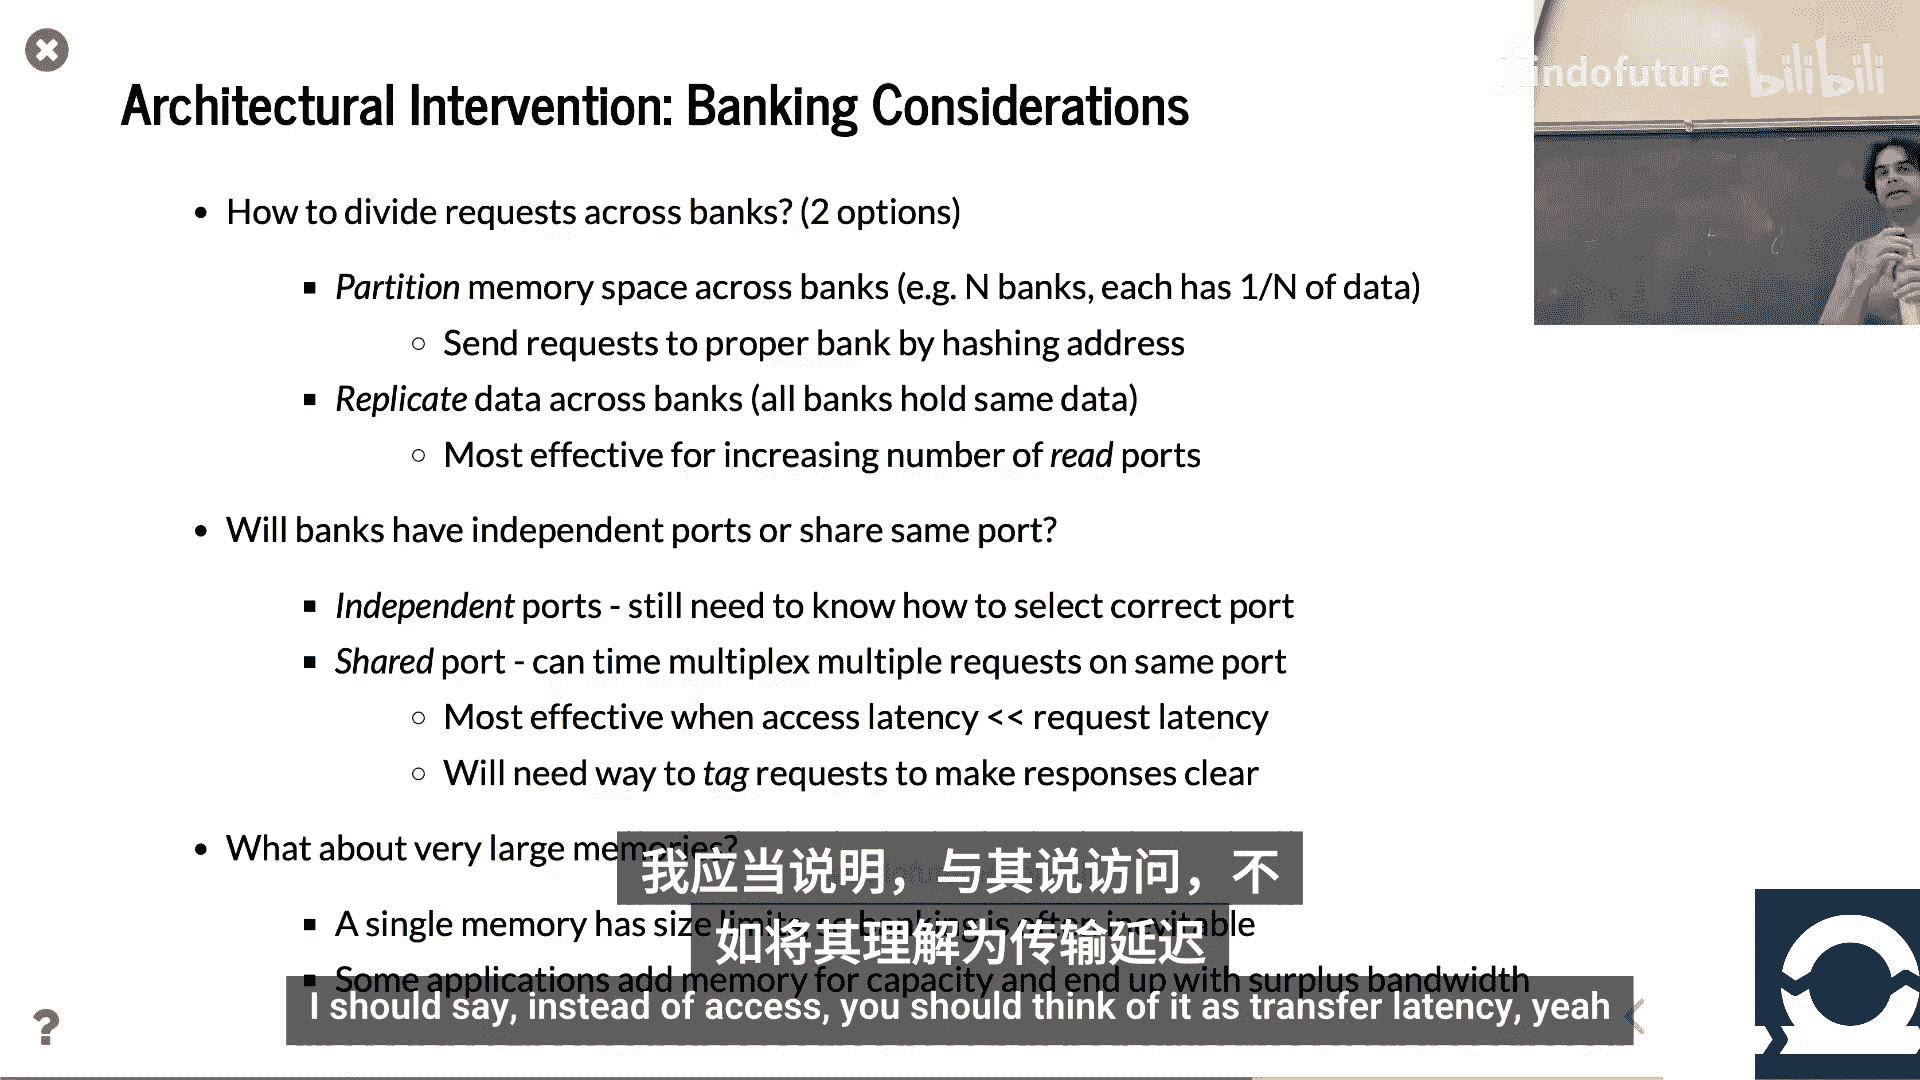 indofuture bilibili
Architectural Intervention: Banking Considerations
How to divide requests across banks? (2 options)
Partition memory space across banks (e.g. N banks, each has 1/N of data)
Send requests to proper bank by hashing address
Replicate data across banks (all banks hold same data)
Most effective for increasing number of read ports
Will banks have independent ports or share same port?
Independent ports - still need to know how to select correct port
Shared port - can time multiplex multiple requests on same port
Most effective when access latency << request latency
Will need way to tag requests to make responses clear
What about very large memories?
我应当说明，与其说访问，不
A single memory has size limits, so banking is often inevitable
如将其理解为传输延迟
Some applications add memory for capacity and end up with surplus bandwidth
I should say, instead of access, you should think of it as transfer latency, yeah
?